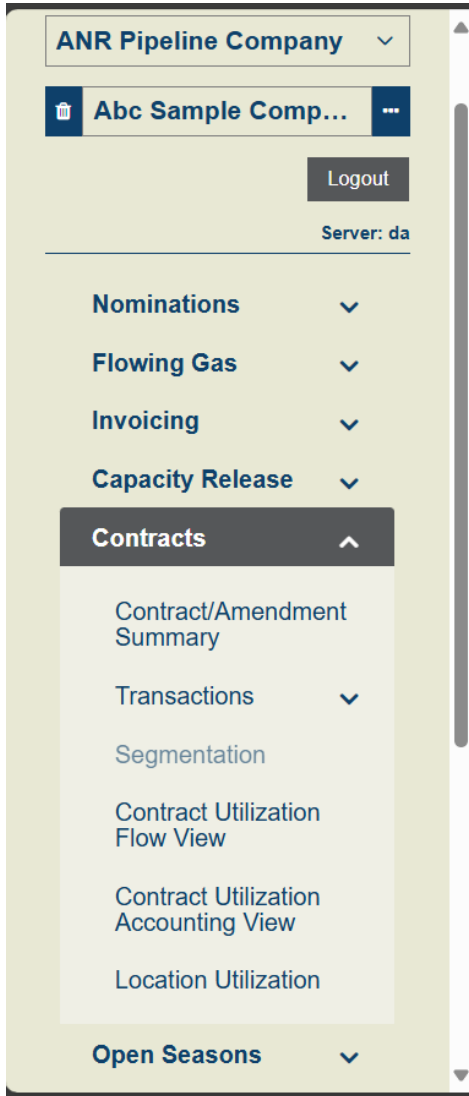 ANR Pipeline Company
Abc Sample Comp...
Logout
Server: da
Nominations
Flowing Gas
Invoicing
Capacity Release
Contracts
Contract/Amendment
Summary
Transactions
Segmentation
Contract Utilization
Flow View
Contract Utilization
Accounting View
Location Utilization
Open Seasons